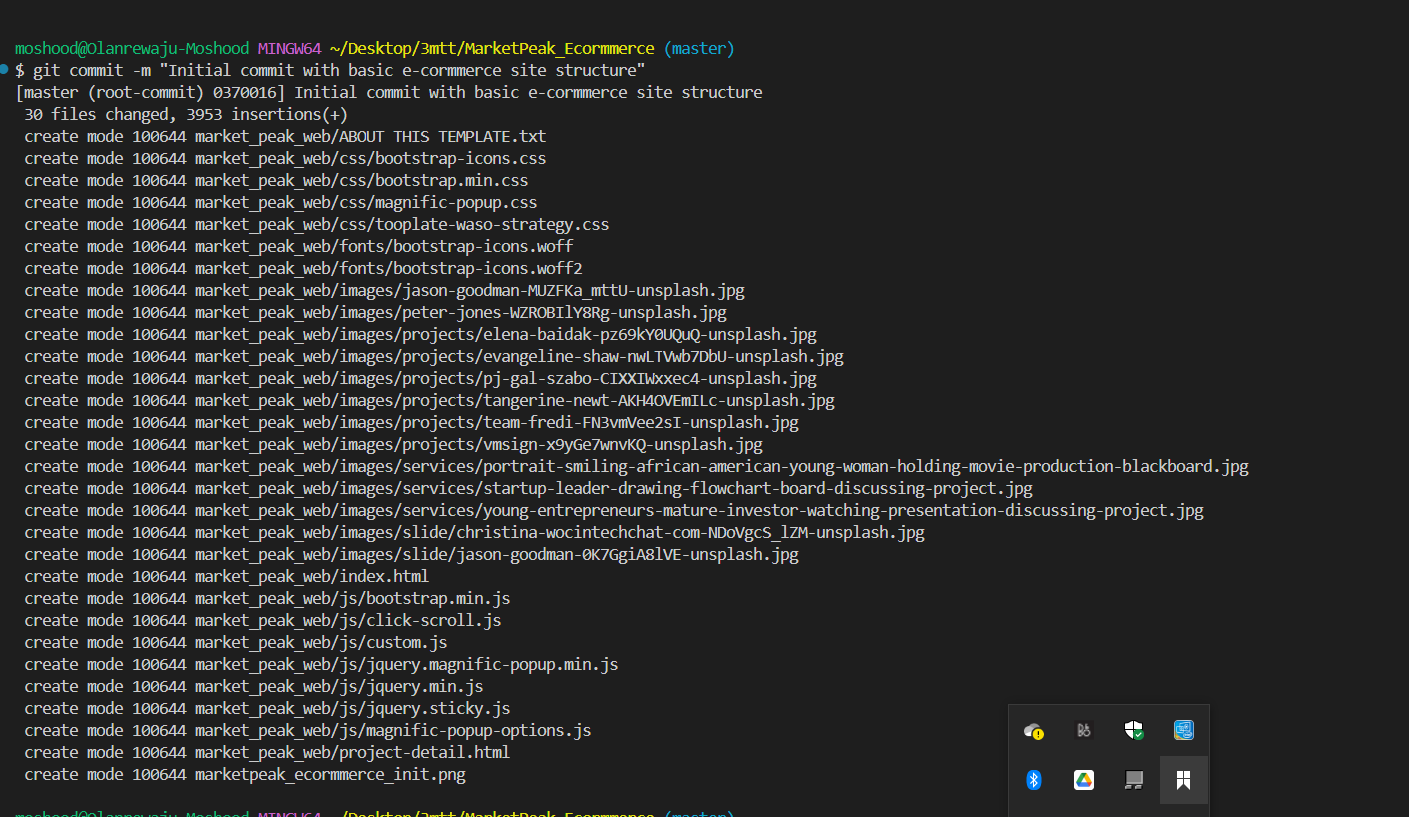 moshood@Olanrewaju-Moshood MINGW64 ~/Desktop/3mtt/MarketPeak_Ecormmerce (master)
$ git commit -m "Initial commit with basic e-cormmerce site structure"
[master (root-commit) 0370016] Initial commit with basic e-cormmerce site structure
 30 files changed, 3953 insertions(+)
 create mode 100644 market_peak_web/ABOUT THIS TEMPLATE.txt
 create mode 100644 market_peak_web/css/bootstrap-icons.css
 create mode 100644 market_peak_web/css/bootstrap.min.css
 create mode 100644 market_peak_web/css/magnific-popup.css
 create mode 100644 market_peak_web/css/tooplate-waso-strategy.css
 create mode 100644 market_peak_web/fonts/bootstrap-icons.woff
 create mode 100644 market_peak_web/fonts/bootstrap-icons.woff2
 create mode 100644 market_peak_web/images/jason-goodman-MUZFKa_mttU-unsplash.jpg
 create mode 100644 market_peak_web/images/peter-jones-WZROBIlY8Rg-unsplash.jpg
 create mode 100644 market_peak_web/images/projects/elena-baidak-pz69kY0UQuQ-unsplash.jpg
 create mode 100644 market_peak_web/images/projects/evangeline-shaw-nwLTVwb7DbU-unsplash.jpg
 create mode 100644 market_peak_web/images/projects/pj-gal-szabo-CIXXIWxxec4-unsplash.jpg
 create mode 100644 market_peak_web/images/projects/tangerine-newt-AKH4OVEmILc-unsplash.jpg
 create mode 100644 market_peak_web/images/projects/team-fredi-FN3vmVee2sI-unsplash.jpg
 create mode 100644 market_peak_web/images/projects/vmsign-x9yGe7wnvKQ-unsplash.jpg
 create mode 100644 market_peak_web/images/services/portrait-smiling-african-american-young-woman-holding-movie-production-blackboard.jpg
 create mode 100644 market_peak_web/images/services/startup-leader-drawing-flowchart-board-discussing-project.jpg
 create mode 100644 market_peak_web/images/services/young-entrepreneurs-mature-investor-watching-presentation-discussing-project.jpg
 create mode 100644 market_peak_web/images/slide/christina-wocintechchat-com-NDoVgcS_lZM-unsplash.jpg
 create mode 100644 market_peak_web/images/slide/jason-goodman-0K7GgiA8lVE-unsplash.jpg
 create mode 100644 market_peak_web/index.html
 create mode 100644 market_peak_web/js/bootstrap.min.js
 create mode 100644 market_peak_web/js/click-scroll.js
 create mode 100644 market_peak_web/js/custom.js
 create mode 100644 market_peak_web/js/jquery.magnific-popup.min.js
 create mode 100644 market_peak_web/js/jquery.min.js
 create mode 100644 market_peak_web/js/jquery.sticky.js
 create mode 100644 market_peak_web/js/magnific-popup-options.js
 create mode 100644 market_peak_web/project-detail.html
 create mode 100644 marketpeak_ecormmerce_init.png
moshood@Olanrewaju-Moshood MINGW64 ~/Desktop/3mtt/MarketPeak_Ecormmerce (master)